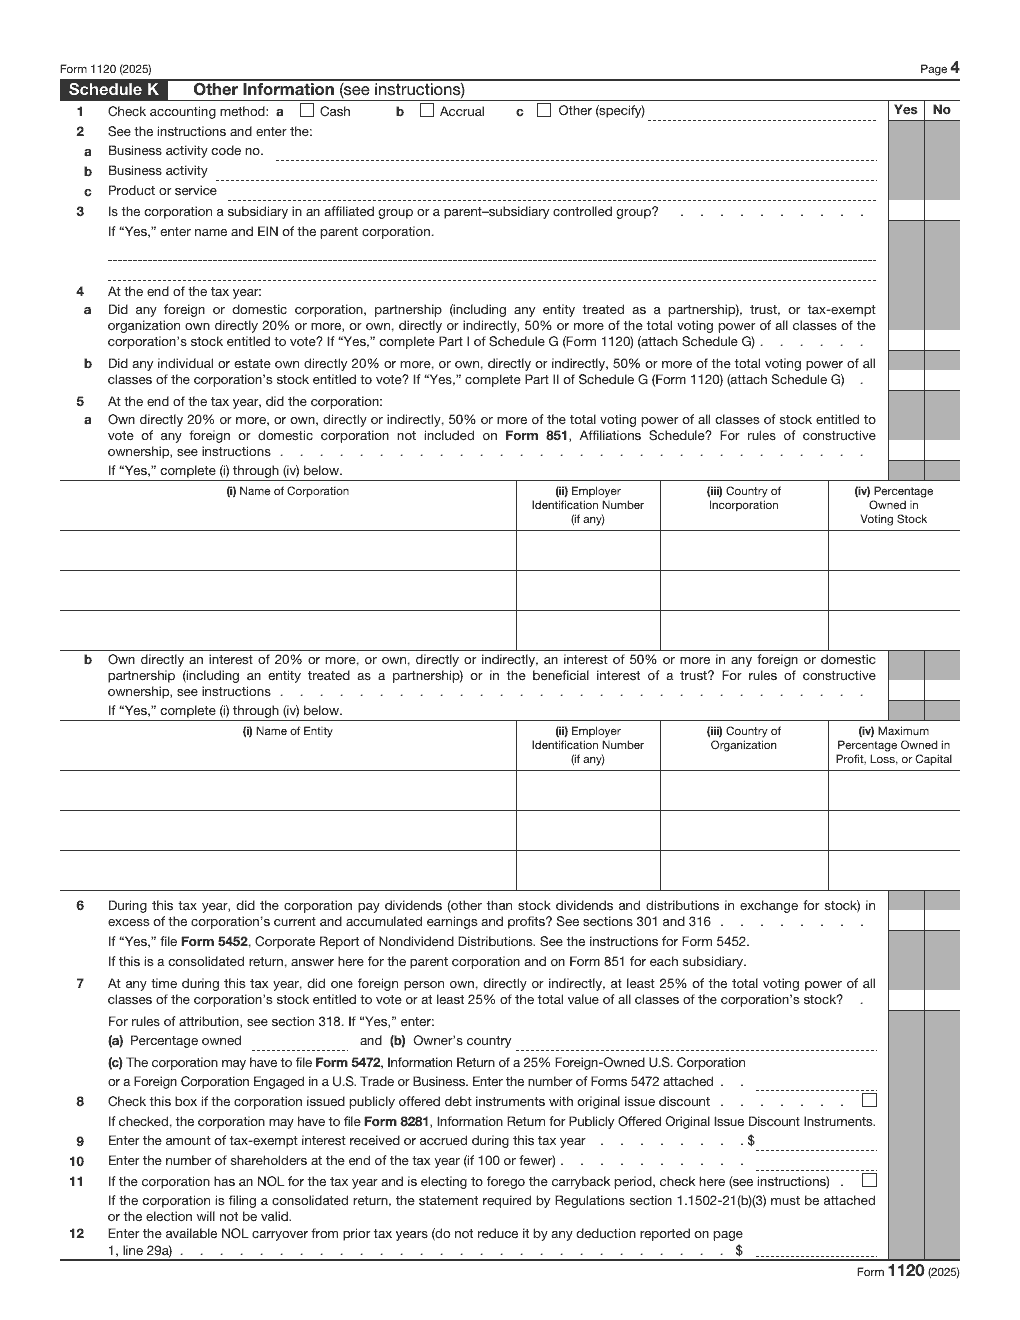 Form 1120 (2025) Page 4
Schedule K Other Information (see instructions)
1 Check accounting method: a Cash b Accrual c Other (specify) Yes No
2 See the instructions and enter the:
a Business activity code no.
b Business activity
c Product or service
3 Is the corporation a subsidiary in an affiliated group or a parent–subsidiary controlled group? . . . . . . . . . .
If “Yes,” enter name and EIN of the parent corporation.
4 At the end of the tax year:
a Did any foreign or domestic corporation, partnership (including any entity treated as a partnership), trust, or tax-exempt
organization own directly 20% or more, or own, directly or indirectly, 50% or more of the total voting power of all classes of the
corporation’s stock entitled to vote? If “Yes,” complete Part I of Schedule G (Form 1120) (attach Schedule G) . . . . . .
b Did any individual or estate own directly 20% or more, or own, directly or indirectly, 50% or more of the total voting power of all
classes of the corporation’s stock entitled to vote? If “Yes,” complete Part II of Schedule G (Form 1120) (attach Schedule G) .
5 At the end of the tax year, did the corporation:
a Own directly 20% or more, or own, directly or indirectly, 50% or more of the total voting power of all classes of stock entitled to
vote of any foreign or domestic corporation not included on Form 851, Affiliations Schedule? For rules of constructive
ownership, see instructions . . . . . . . . . . . . . . . . . . . . . . . . . . . . . .
If “Yes,” complete (i) through (iv) below.
(i) Name of Corporation (ii) Employer (iii) Country of (iv) Percentage
Identification Number Incorporation Owned in
(if any) Voting Stock
b Own directly an interest of 20% or more, or own, directly or indirectly, an interest of 50% or more in any foreign or domestic
partnership (including an entity treated as a partnership) or in the beneficial interest of a trust? For rules of constructive
ownership, see instructions . . . . . . . . . . . . . . . . . . . . . . . . . . . . . .
If “Yes,” complete (i) through (iv) below.
(i) Name of Entity (ii) Employer (iii) Country of (iv) Maximum
Identification Number Organization Percentage Owned in
(if any) Profit, Loss, or Capital
6 During this tax year, did the corporation pay dividends (other than stock dividends and distributions in exchange for stock) in
excess of the corporation’s current and accumulated earnings and profits? See sections 301 and 316 . . . . . . . .
If “Yes,” file Form 5452, Corporate Report of Nondividend Distributions. See the instructions for Form 5452.
If this is a consolidated return, answer here for the parent corporation and on Form 851 for each subsidiary.
7 At any time during this tax year, did one foreign person own, directly or indirectly, at least 25% of the total voting power of all
classes of the corporation’s stock entitled to vote or at least 25% of the total value of all classes of the corporation’s stock? .
For rules of attribution, see section 318. If “Yes,” enter:
(a) Percentage owned and (b) Owner’s country
(c) The corporation may have to file Form 5472, Information Return of a 25% Foreign-Owned U.S. Corporation
or a Foreign Corporation Engaged in a U.S. Trade or Business. Enter the number of Forms 5472 attached . .
8 Check this box if the corporation issued publicly offered debt instruments with original issue discount . . . . . . .
If checked, the corporation may have to file Form 8281, Information Return for Publicly Offered Original Issue Discount Instruments.
9 Enter the amount of tax-exempt interest received or accrued during this tax year . . . . . . . . $
10 Enter the number of shareholders at the end of the tax year (if 100 or fewer) . . . . . . . . . .
11 If the corporation has an NOL for the tax year and is electing to forego the carryback period, check here (see instructions) .
If the corporation is filing a consolidated return, the statement required by Regulations section 1.1502-21(b)(3) must be attached
or the election will not be valid.
12 Enter the available NOL carryover from prior tax years (do not reduce it by any deduction reported on page
1, line 29a) . . . . . . . . . . . . . . . . . . . . . . . . . . . . $
Form 1120 (2025)